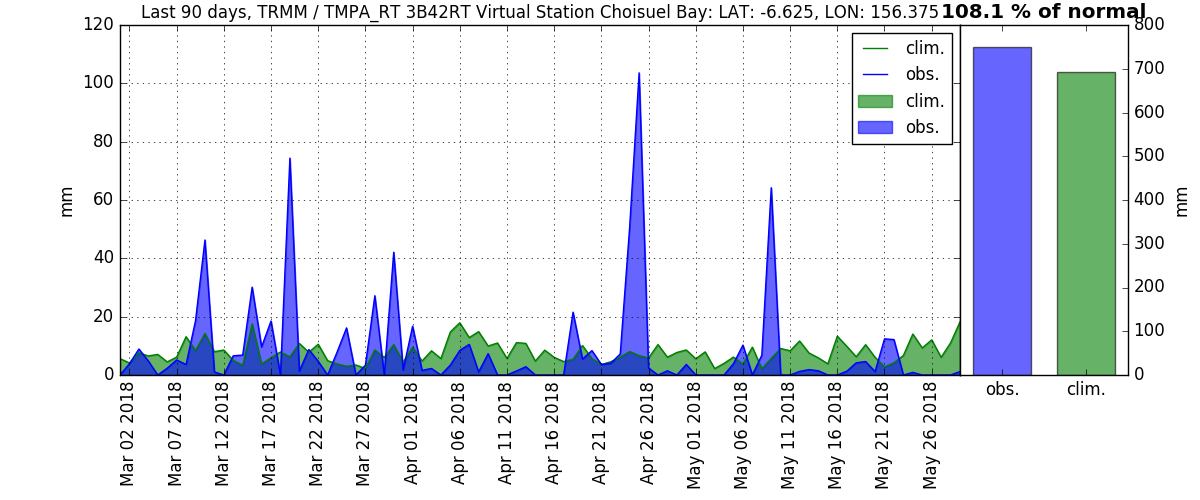 Last 90 days, TRMM / TMPA_RT 3B42RT Virtual Station Choisuel Bay: LAT: -6.625, LON: 156.375
108.1 % of normal
120
100
80
60
40
20
0
mm
clim.
obs.
clim.
obs.
Mar 02 2018
Mar 07 2018
Mar 12 2018
Mar 17 2018
Mar 22 2018
Mar 27 2018
Apr 01 2018
Apr 06 2018
Apr 11 2018
Apr 16 2018
Apr 21 2018
Apr 26 2018
May 01 2018
May 06 2018
May 11 2018
May 16 2018
May 21 2018
May 26 2018
800
700
600
500
400
300
200
100
0
mm
obs.
clim.